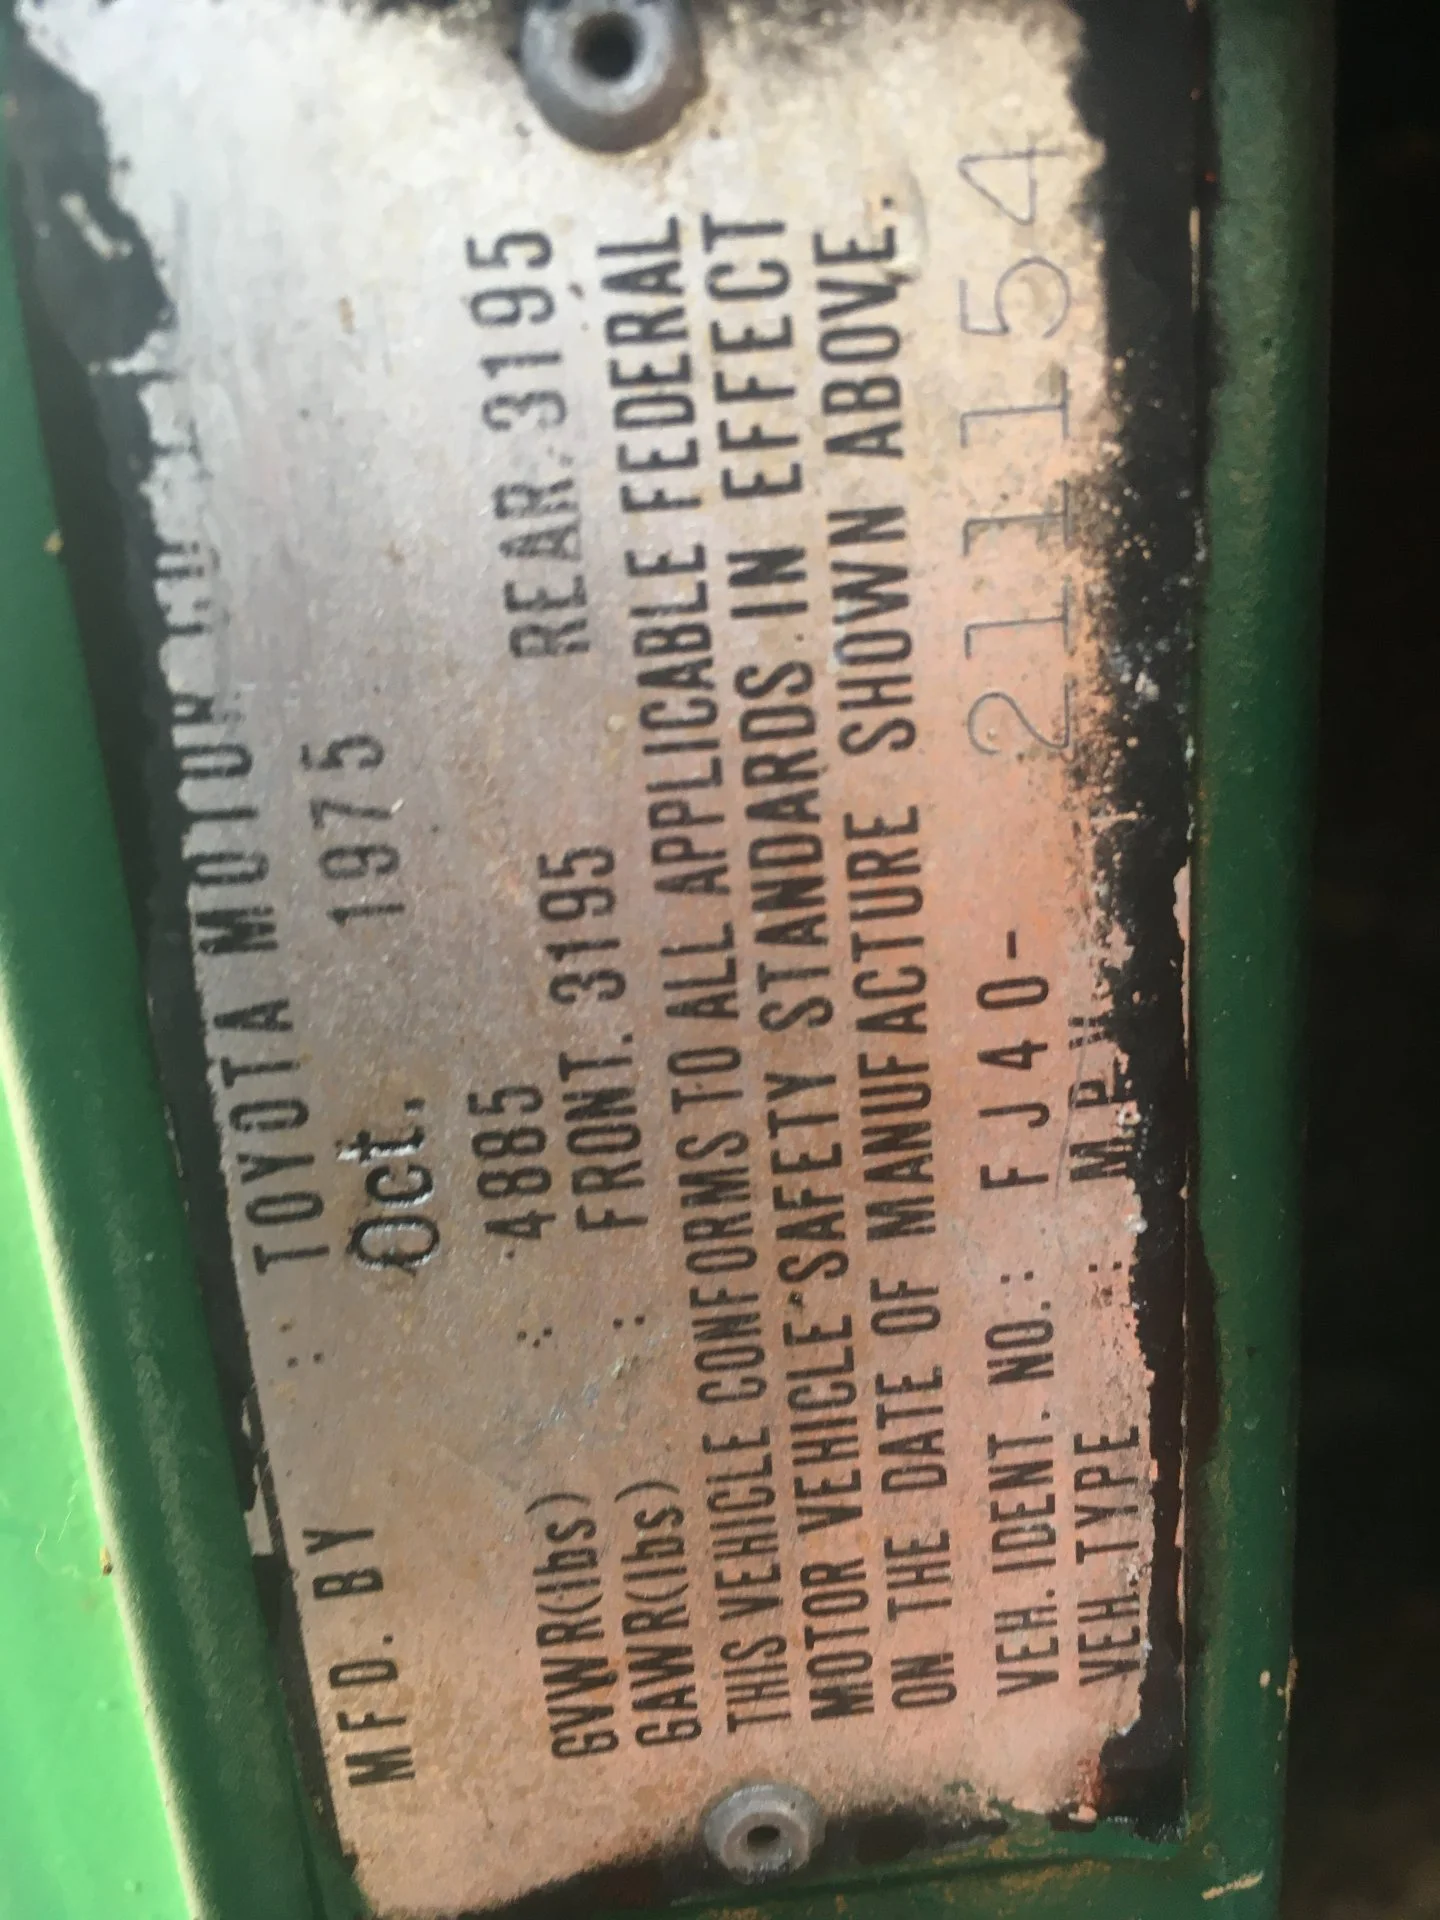 MFD. BY : TOYOTA MOTOR
Oct. 1975
GVWR(lbs) : 4885
GAWR(lbs) : FRONT. 3195 REAR. 3195
THIS VEHICLE CONFORMS TO ALL APPLICABLE FEDERAL
MOTOR VEHICLE SAFETY STANDARDS IN EFFECT
ON THE DATE OF MANUFACTURE SHOWN ABOVE.
VEH. IDENT. NO. : FJ40- 211154
VEH. TYPE : M.P.V.